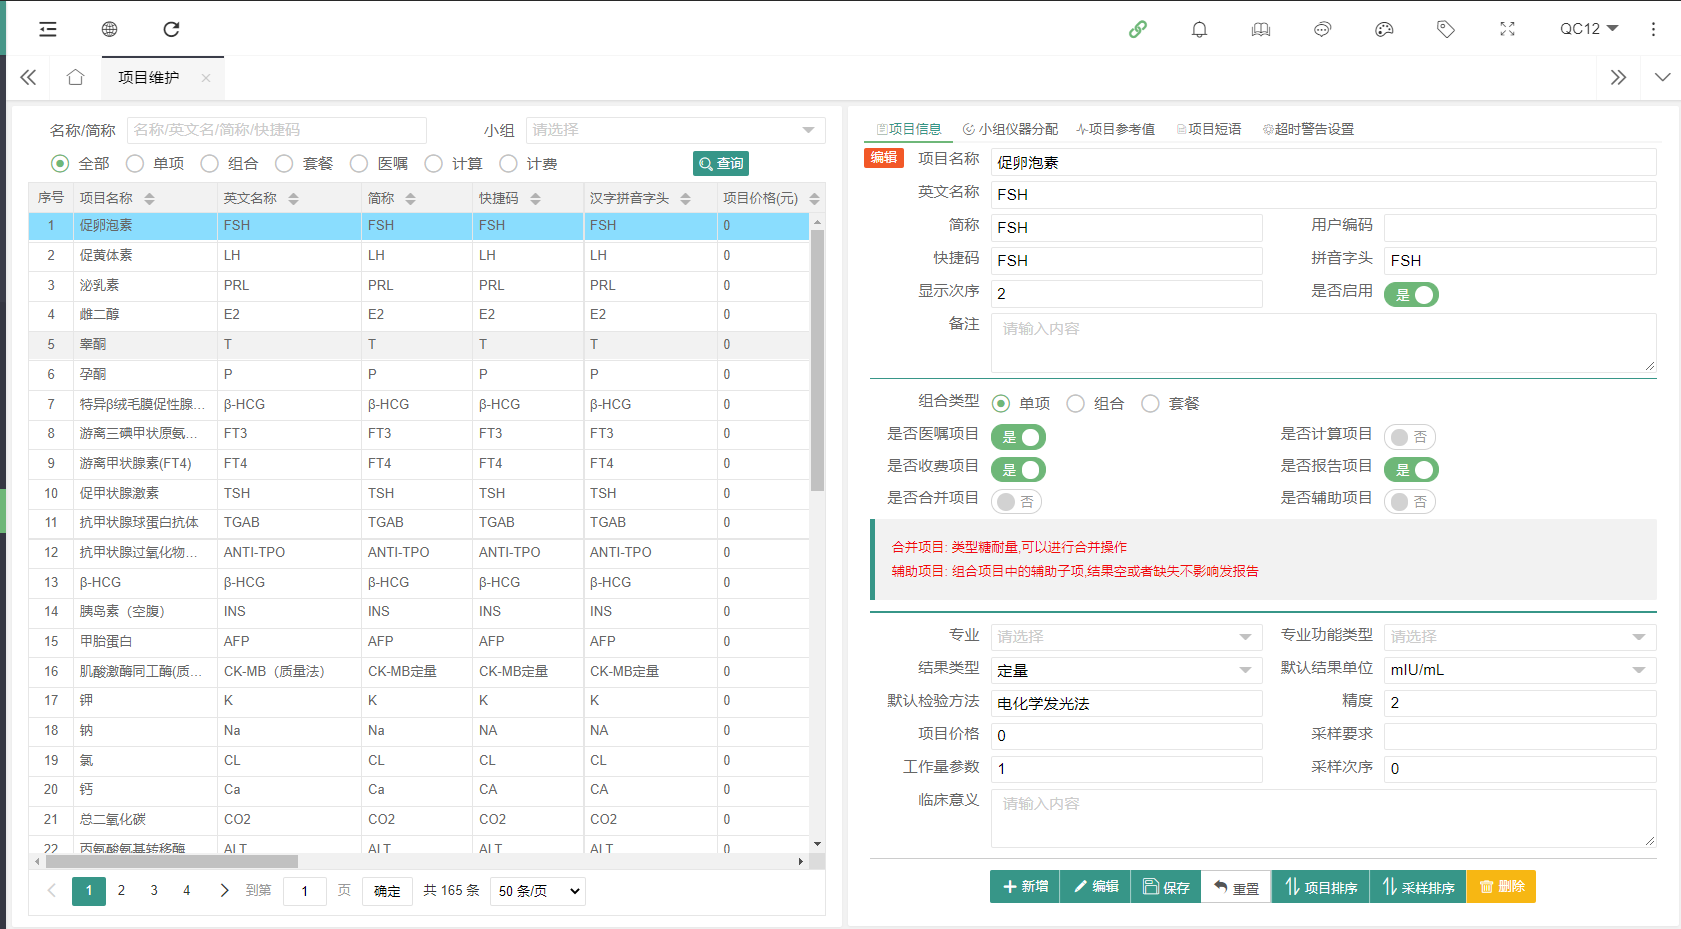 QC12
项目维护
名称/简称 名称/英文名/简称/快捷码 小组 请选择
全部 单项 组合 套餐 医嘱 计算 计费 查询
序号 项目名称 英文名称 简称 快捷码 汉字拼音字头 项目价格(元)
1 促卵泡素 FSH FSH FSH FSH 0
2 促黄体素 LH LH LH LH 0
3 泌乳素 PRL PRL PRL PRL 0
4 雌二醇 E2 E2 E2 E2 0
5 睾酮 T T T T 0
6 孕酮 P P P P 0
7 特异β绒毛膜促性腺... β-HCG β-HCG β-HCG β-HCG 0
8 游离三碘甲状原氨... FT3 FT3 FT3 FT3 0
9 游离甲状腺素(FT4) FT4 FT4 FT4 FT4 0
10 促甲状腺激素 TSH TSH TSH TSH 0
11 抗甲状腺球蛋白抗体 TGAB TGAB TGAB TGAB 0
12 抗甲状腺过氧化物... ANTI-TPO ANTI-TPO ANTI-TPO ANTI-TPO 0
13 β-HCG β-HCG β-HCG β-HCG β-HCG 0
14 胰岛素（空腹） INS INS INS INS 0
15 甲胎蛋白 AFP AFP AFP AFP 0
16 肌酸激酶同工酶(质... CK-MB（质量法） CK-MB定量 CK-MB定量 CK-MB定量 0
17 钾 K K K K 0
18 钠 Na Na NA NA 0
19 氯 CL CL CL CL 0
20 钙 Ca Ca CA CA 0
21 总二氧化碳 CO2 CO2 CO2 CO2 0
22 丙氨酸氨基转移酶 ALT ALT ALT ALT 0
1 2 3 4 到第 1 页 确定 共 165 条 50 条/页
项目信息 小组仪器分配 项目参考值 项目短语 超时警告设置
编辑 项目名称 促卵泡素
英文名称 FSH
简称 FSH 用户编码
快捷码 FSH 拼音字头 FSH
显示次序 2 是否启用 是
备注 请输入内容
组合类型 单项 组合 套餐
是否医嘱项目 是 是否计算项目 否
是否收费项目 是 是否报告项目 是
是否合并项目 否 是否辅助项目 否
合并项目: 类型糖耐量,可以进行合并操作
辅助项目: 组合项目中的辅助子项,结果空或者缺失不影响发报告
专业 请选择 专业功能类型 请选择
结果类型 定量 默认结果单位 mIU/mL
默认检验方法 电化学发光法 精度 2
项目价格 0 采样要求
工作量参数 1 采样次序 0
临床意义 请输入内容
新增 编辑 保存 重置 项目排序 采样排序 删除